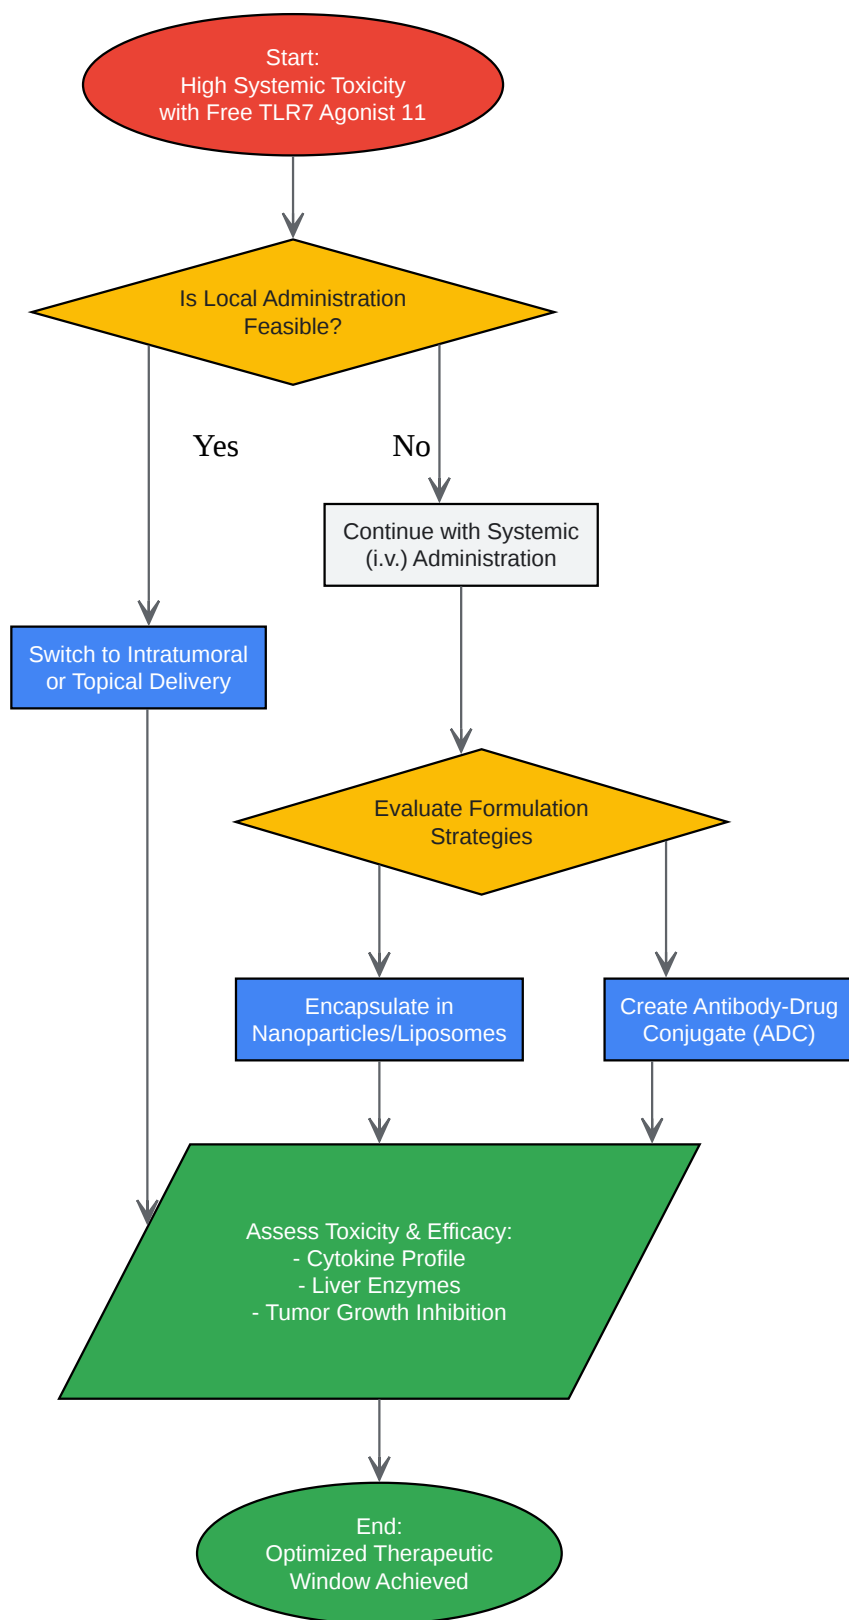 Start:
High Systemic Toxicity
with Free TLR7 Agonist 11
Is Local Administration
Feasible?
Yes
No
Continue with Systemic
(i.v.) Administration
Switch to Intratumoral
or Topical Delivery
Evaluate Formulation
Strategies
Encapsulate in
Nanoparticles/Liposomes
Create Antibody-Drug
Conjugate (ADC)
Assess Toxicity & Efficacy:
- Cytokine Profile
- Liver Enzymes
- Tumor Growth Inhibition
End:
Optimized Therapeutic
Window Achieved